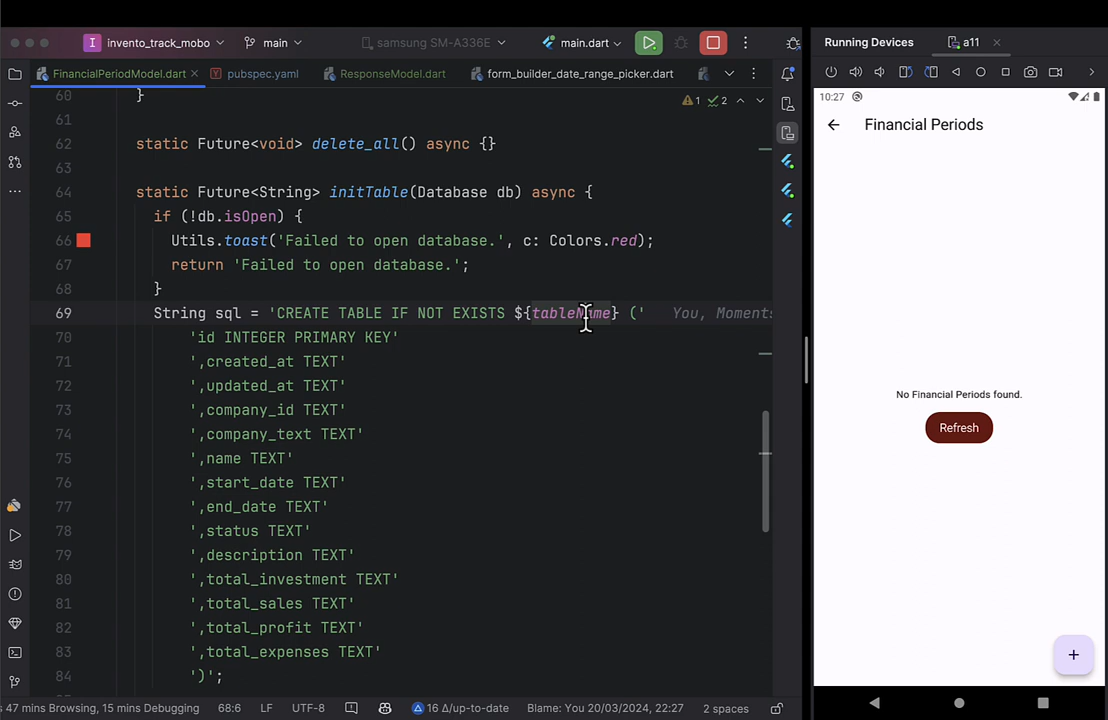 invento_track_mobo
main
samsung SM-A336E
main.dart
Running Devices
a11
FinancialPeriodModel.dart
pubspec.yaml
ResponseModel.dart
form_builder_date_range_picker.dart
10:27
1
2
60 }
61
62 static Future<void> delete_all() async {}
63
64 static Future<String> initTable(Database db) async {
65 if (!db.isOpen) {
66 Utils.toast('Failed to open database.', c: Colors.red);
67 return 'Failed to open database.';
68 }
69 String sql = 'CREATE TABLE IF NOT EXISTS ${tableName} (' You, Moments
70 'id INTEGER PRIMARY KEY'
71 ',created_at TEXT'
72 ',updated_at TEXT'
73 ',company_id TEXT'
74 ',company_text TEXT'
75 ',name TEXT'
76 ',start_date TEXT'
77 ',end_date TEXT'
78 ',status TEXT'
79 ',description TEXT'
80 ',total_investment TEXT'
81 ',total_sales TEXT'
82 ',total_profit TEXT'
83 ',total_expenses TEXT'
84 ')';
Financial Periods
No Financial Periods found.
Refresh
+
s 47 mins Browsing, 15 mins Debugging
68:6
LF
UTF-8
16 Δ/up-to-date
Blame: You 20/03/2024, 22:27
2 spaces